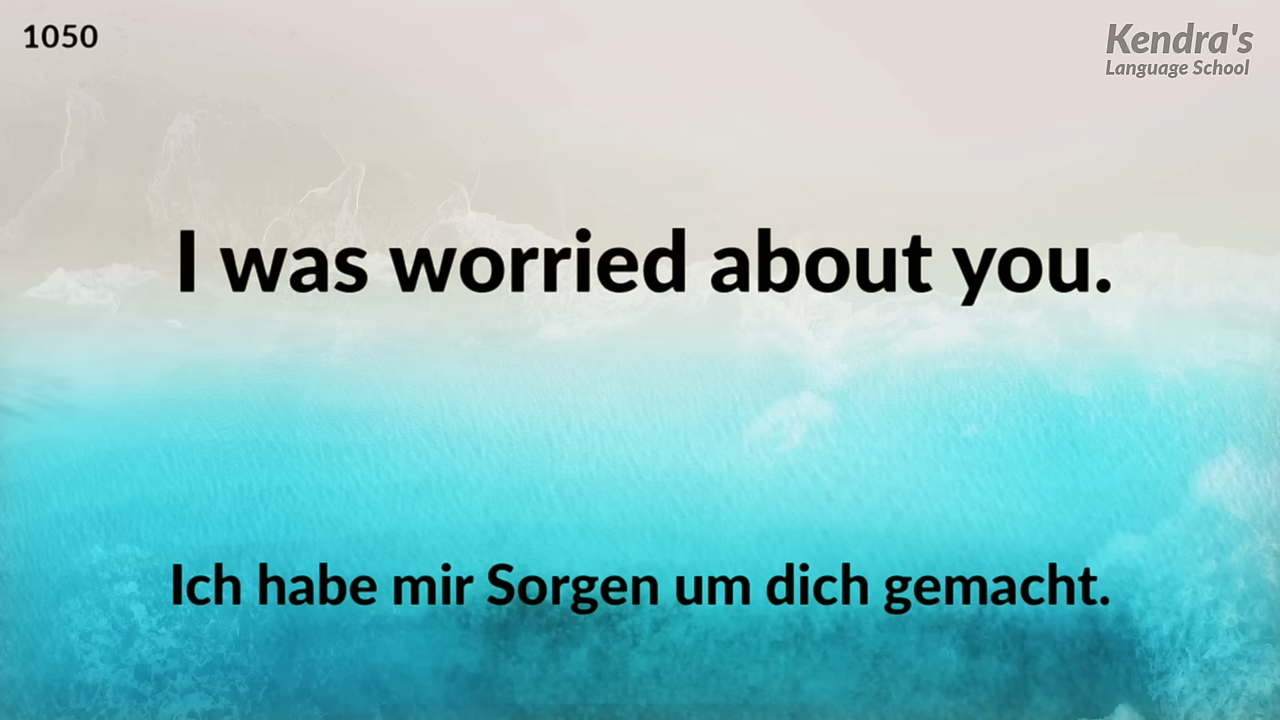 1050
Kendra's
Language School
I was worried about you.
Ich habe mir Sorgen um dich gemacht.